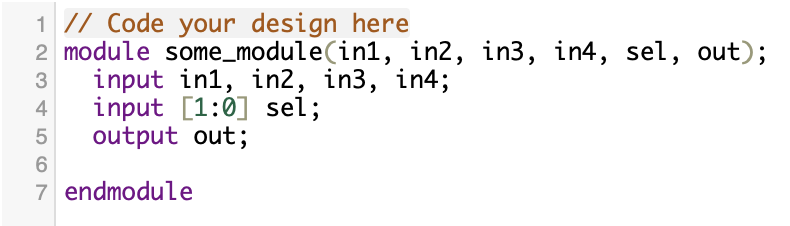 1 // Code your design here
2 module some_module(in1, in2, in3, in4, sel, out);
3 input in1, in2, in3, in4;
4 input [1:0] sel;
5 output out;
6
7 endmodule